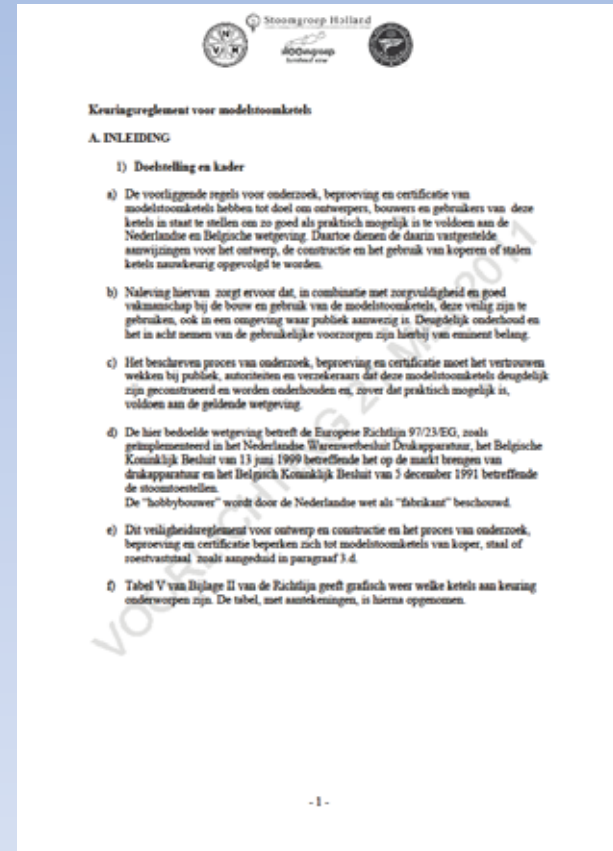 Stoomgroep Holland
N V M
stoomgroep
Keuringsreglement voor modelstoomketels
A. INLEIDING
1) Doelstelling en kader
a) De voorliggende regels voor onderzoek, beproeving en certificatie van
modelstoomketels hebben tot doel om ontwerpers, bouwers en gebruikers van deze
ketels in staat te stellen om zo goed als praktisch mogelijk is te voldoen aan de
Nederlandse en Belgische wetgeving. Daartoe dienen de daarin vastgestelde
aanwijzingen voor het ontwerp, de constructie en het gebruik van koperen of stalen
ketels nauwkeurig opgevolgd te worden.
b) Naleving hiervan zorgt ervoor dat, in combinatie met zorgvuldigheid en goed
vakmanschap bij de bouw en gebruik van de modelstoomketels, deze veilig zijn te
gebruiken, ook in een omgeving waar publiek aanwezig is. Deugdelijk onderhoud en
het in acht nemen van de gebruikelijke voorzorgen zijn hierbij van eminent belang.
c) Het beschreven proces van onderzoek, beproeving en certificatie moet het vertrouwen
wekken bij publiek, autoriteiten en verzekeraars dat deze modelstoomketels deugdelijk
zijn geconstrueerd en worden onderhouden en, zover dat praktisch mogelijk is,
voldoen aan de geldende wetgeving.
d) De hier bedoelde wetgeving betreft de Europese Richtlijn 97/23/EG, zoals
geïmplementeerd in het Nederlandse Warenwetbesluit Drukapparatuur, het Belgische
Koninklijk Besluit van 13 juni 1999 betreffende het op de markt brengen van
drukapparatuur en het Belgisch Koninklijk Besluit van 5 december 1991 betreffende
de stoomtoestellen.
De "hobbybouwer" wordt door de Nederlandse wet als "fabrikant" beschouwd.
e) Dit veiligheidsreglement voor ontwerp en constructie en het proces van onderzoek,
beproeving en certificatie beperken zich tot modelstoomketels van koper, staal of
roestvaststaal zoals aangeduid in paragraaf 3.d.
f) Tabel V van Bijlage II van de Richtlijn geeft grafisch weer welke ketels aan keuring
onderworpen zijn. De tabel, met aantekeningen, is hierna opgenomen.
- 1 -